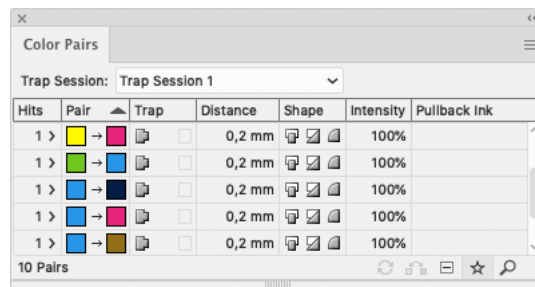 Color Pairs
Trap Session: Trap Session 1
Hits Pair Trap Distance Shape Intensity Pullback Ink
1 0,2 mm 100%
1 0,2 mm 100%
1 0,2 mm 100%
1 0,2 mm 100%
1 0,2 mm 100%
10 Pairs